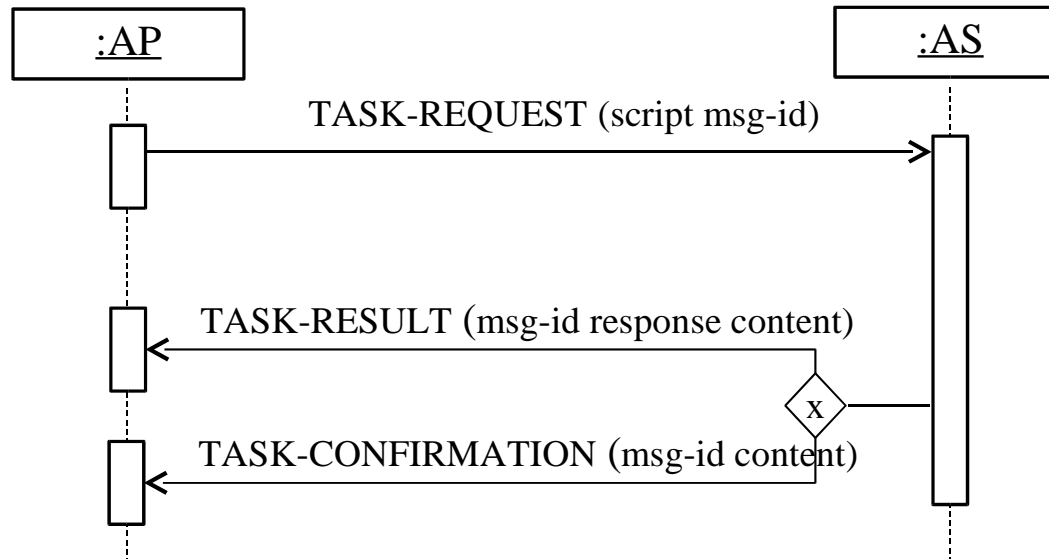 :AP
:AS
TASK-REQUEST (script msg-id)
TASK-RESULT (msg-id response content)
x
TASK-CONFIRMATION (msg-id content)